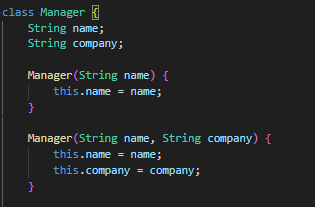 class Manager {
    String name;
    String company;

    Manager(String name) {
        this.name = name;
    }

    Manager(String name, String company) {
        this.name = name;
        this.company = company;
    }